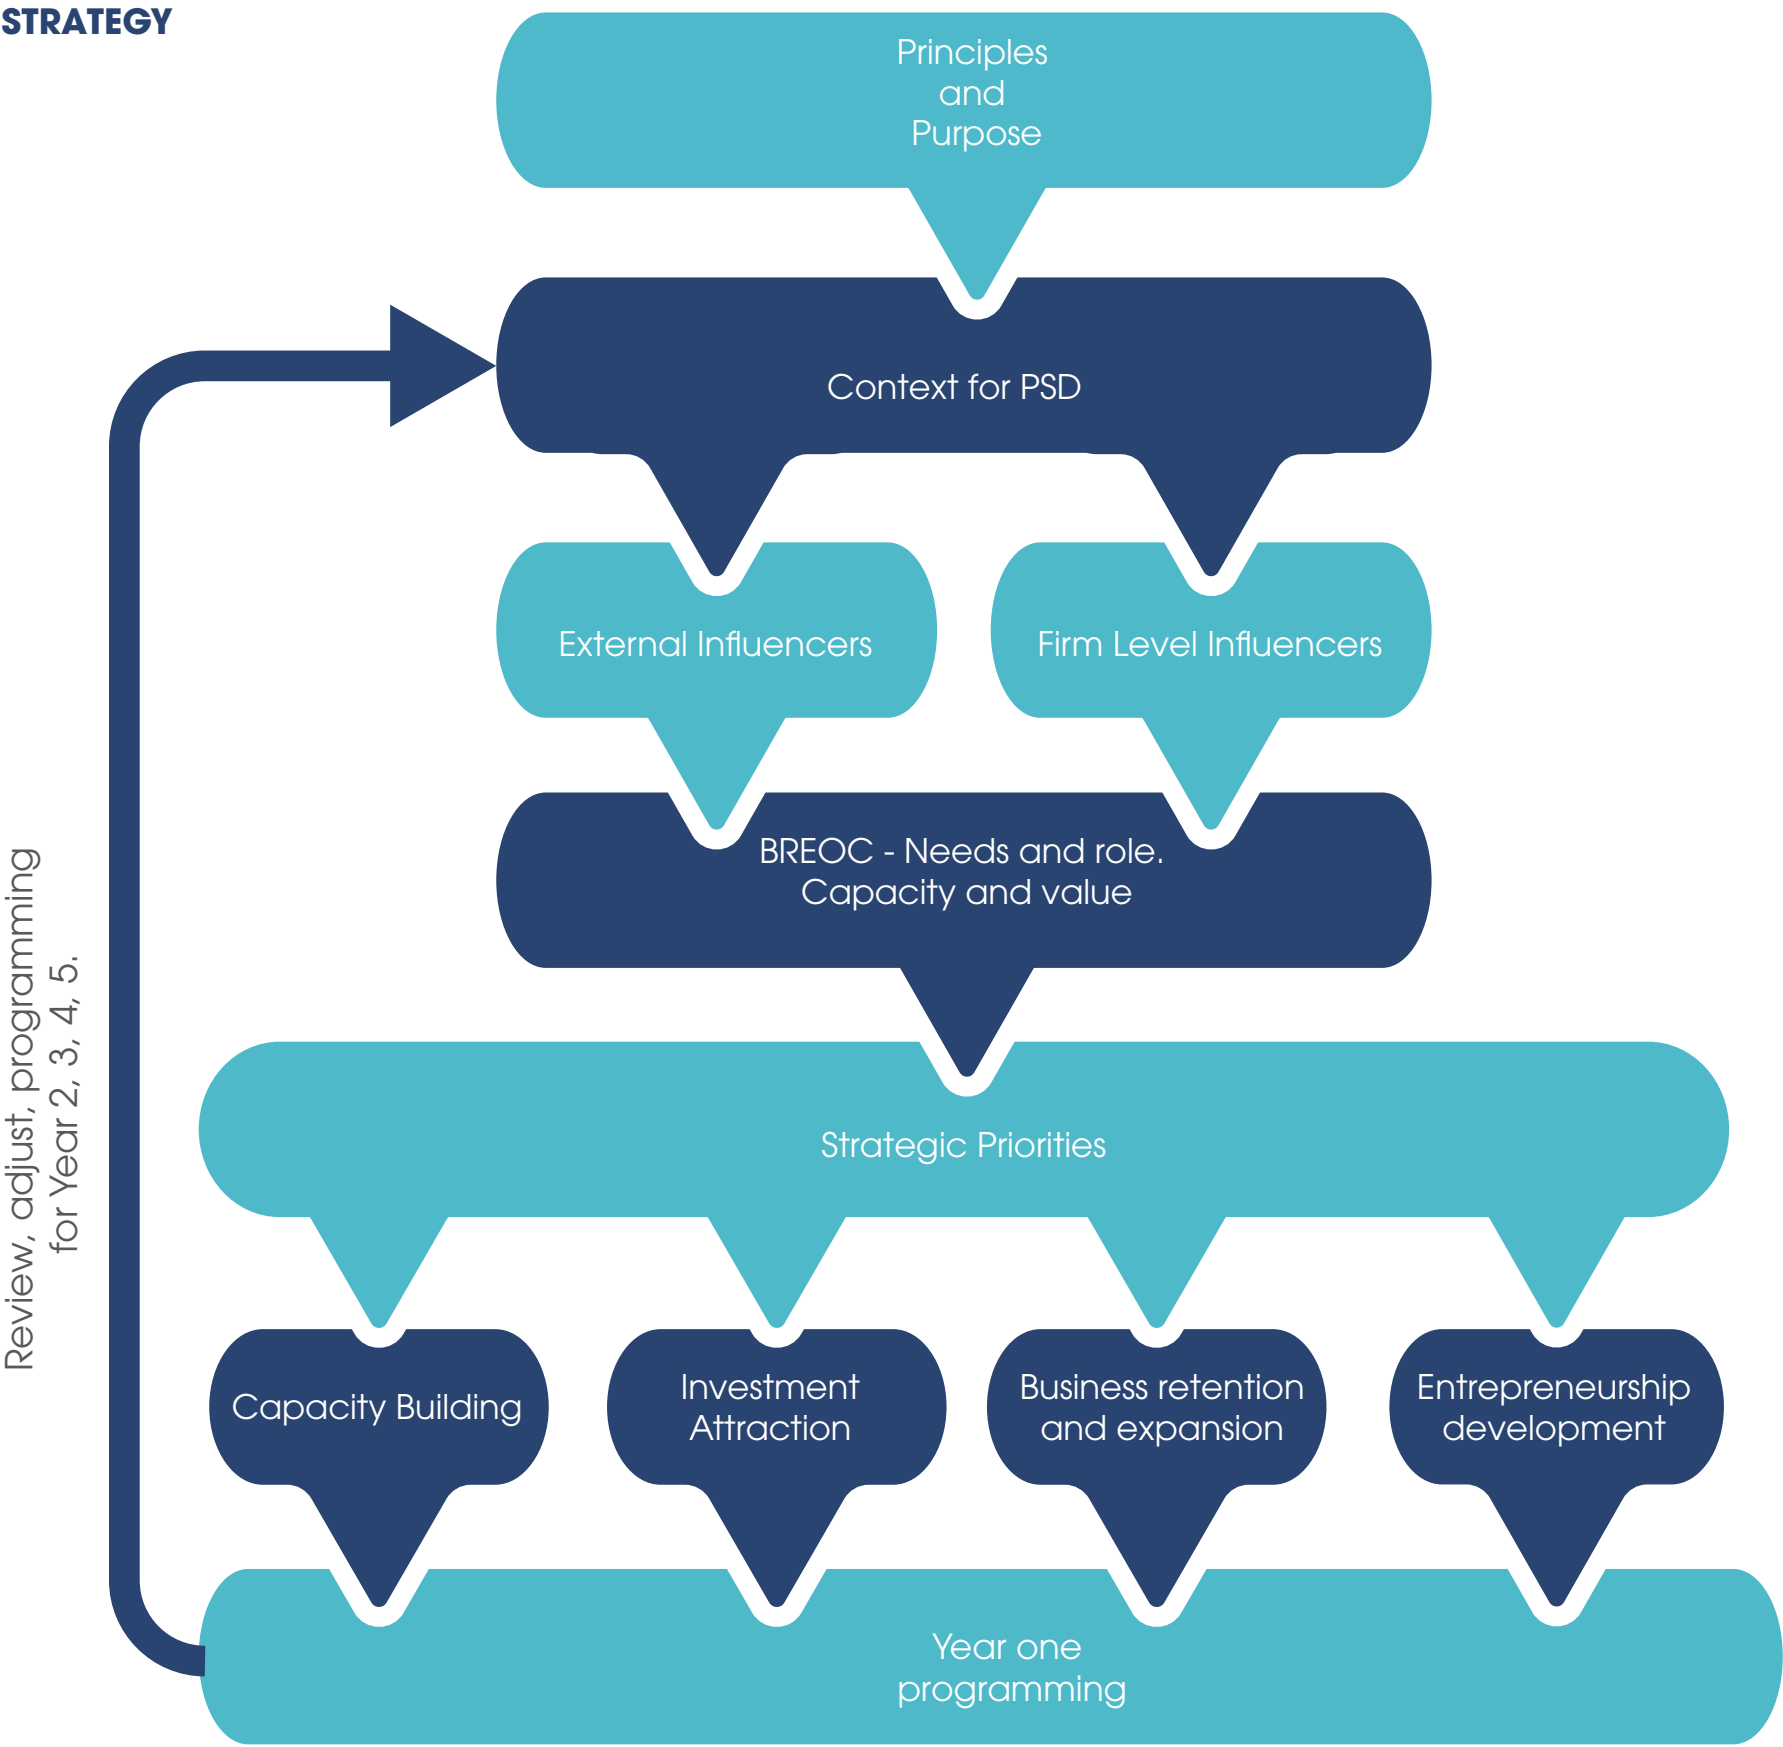 STRATEGY
Principles
and
Purpose
Context for PSD
External Influencers
Firm Level Influencers
BREOC - Needs and role.
Capacity and value
Strategic Priorities
Capacity Building
Investment
Attraction
Business retention
and expansion
Entrepreneurship
development
Year one
programming
Review, adjust, programming
for Year 2, 3, 4, 5.